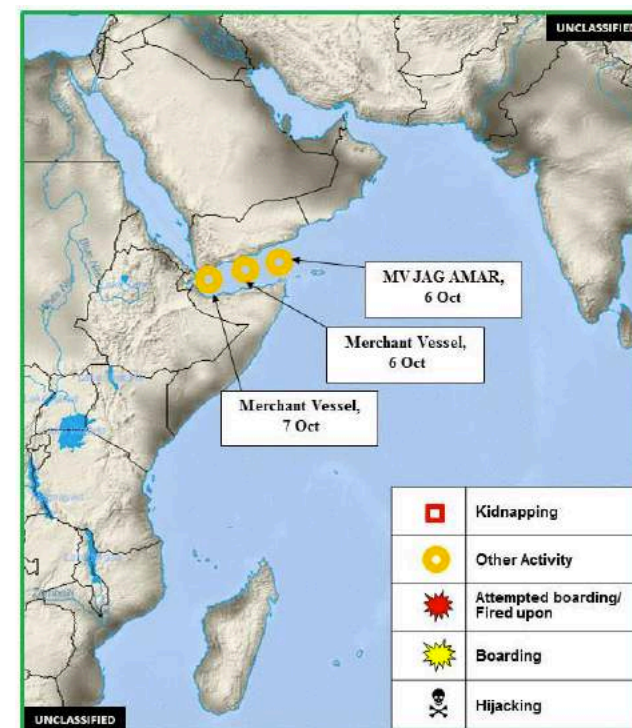 UNCLASSIFIED
MV JAG AMAR,
6 Oct
Merchant Vessel,
6 Oct
Merchant Vessel,
7 Oct
Kidnapping
Other Activity
Attempted boarding/
Fired upon
Boarding
Hijacking
UNCLASSIFIED